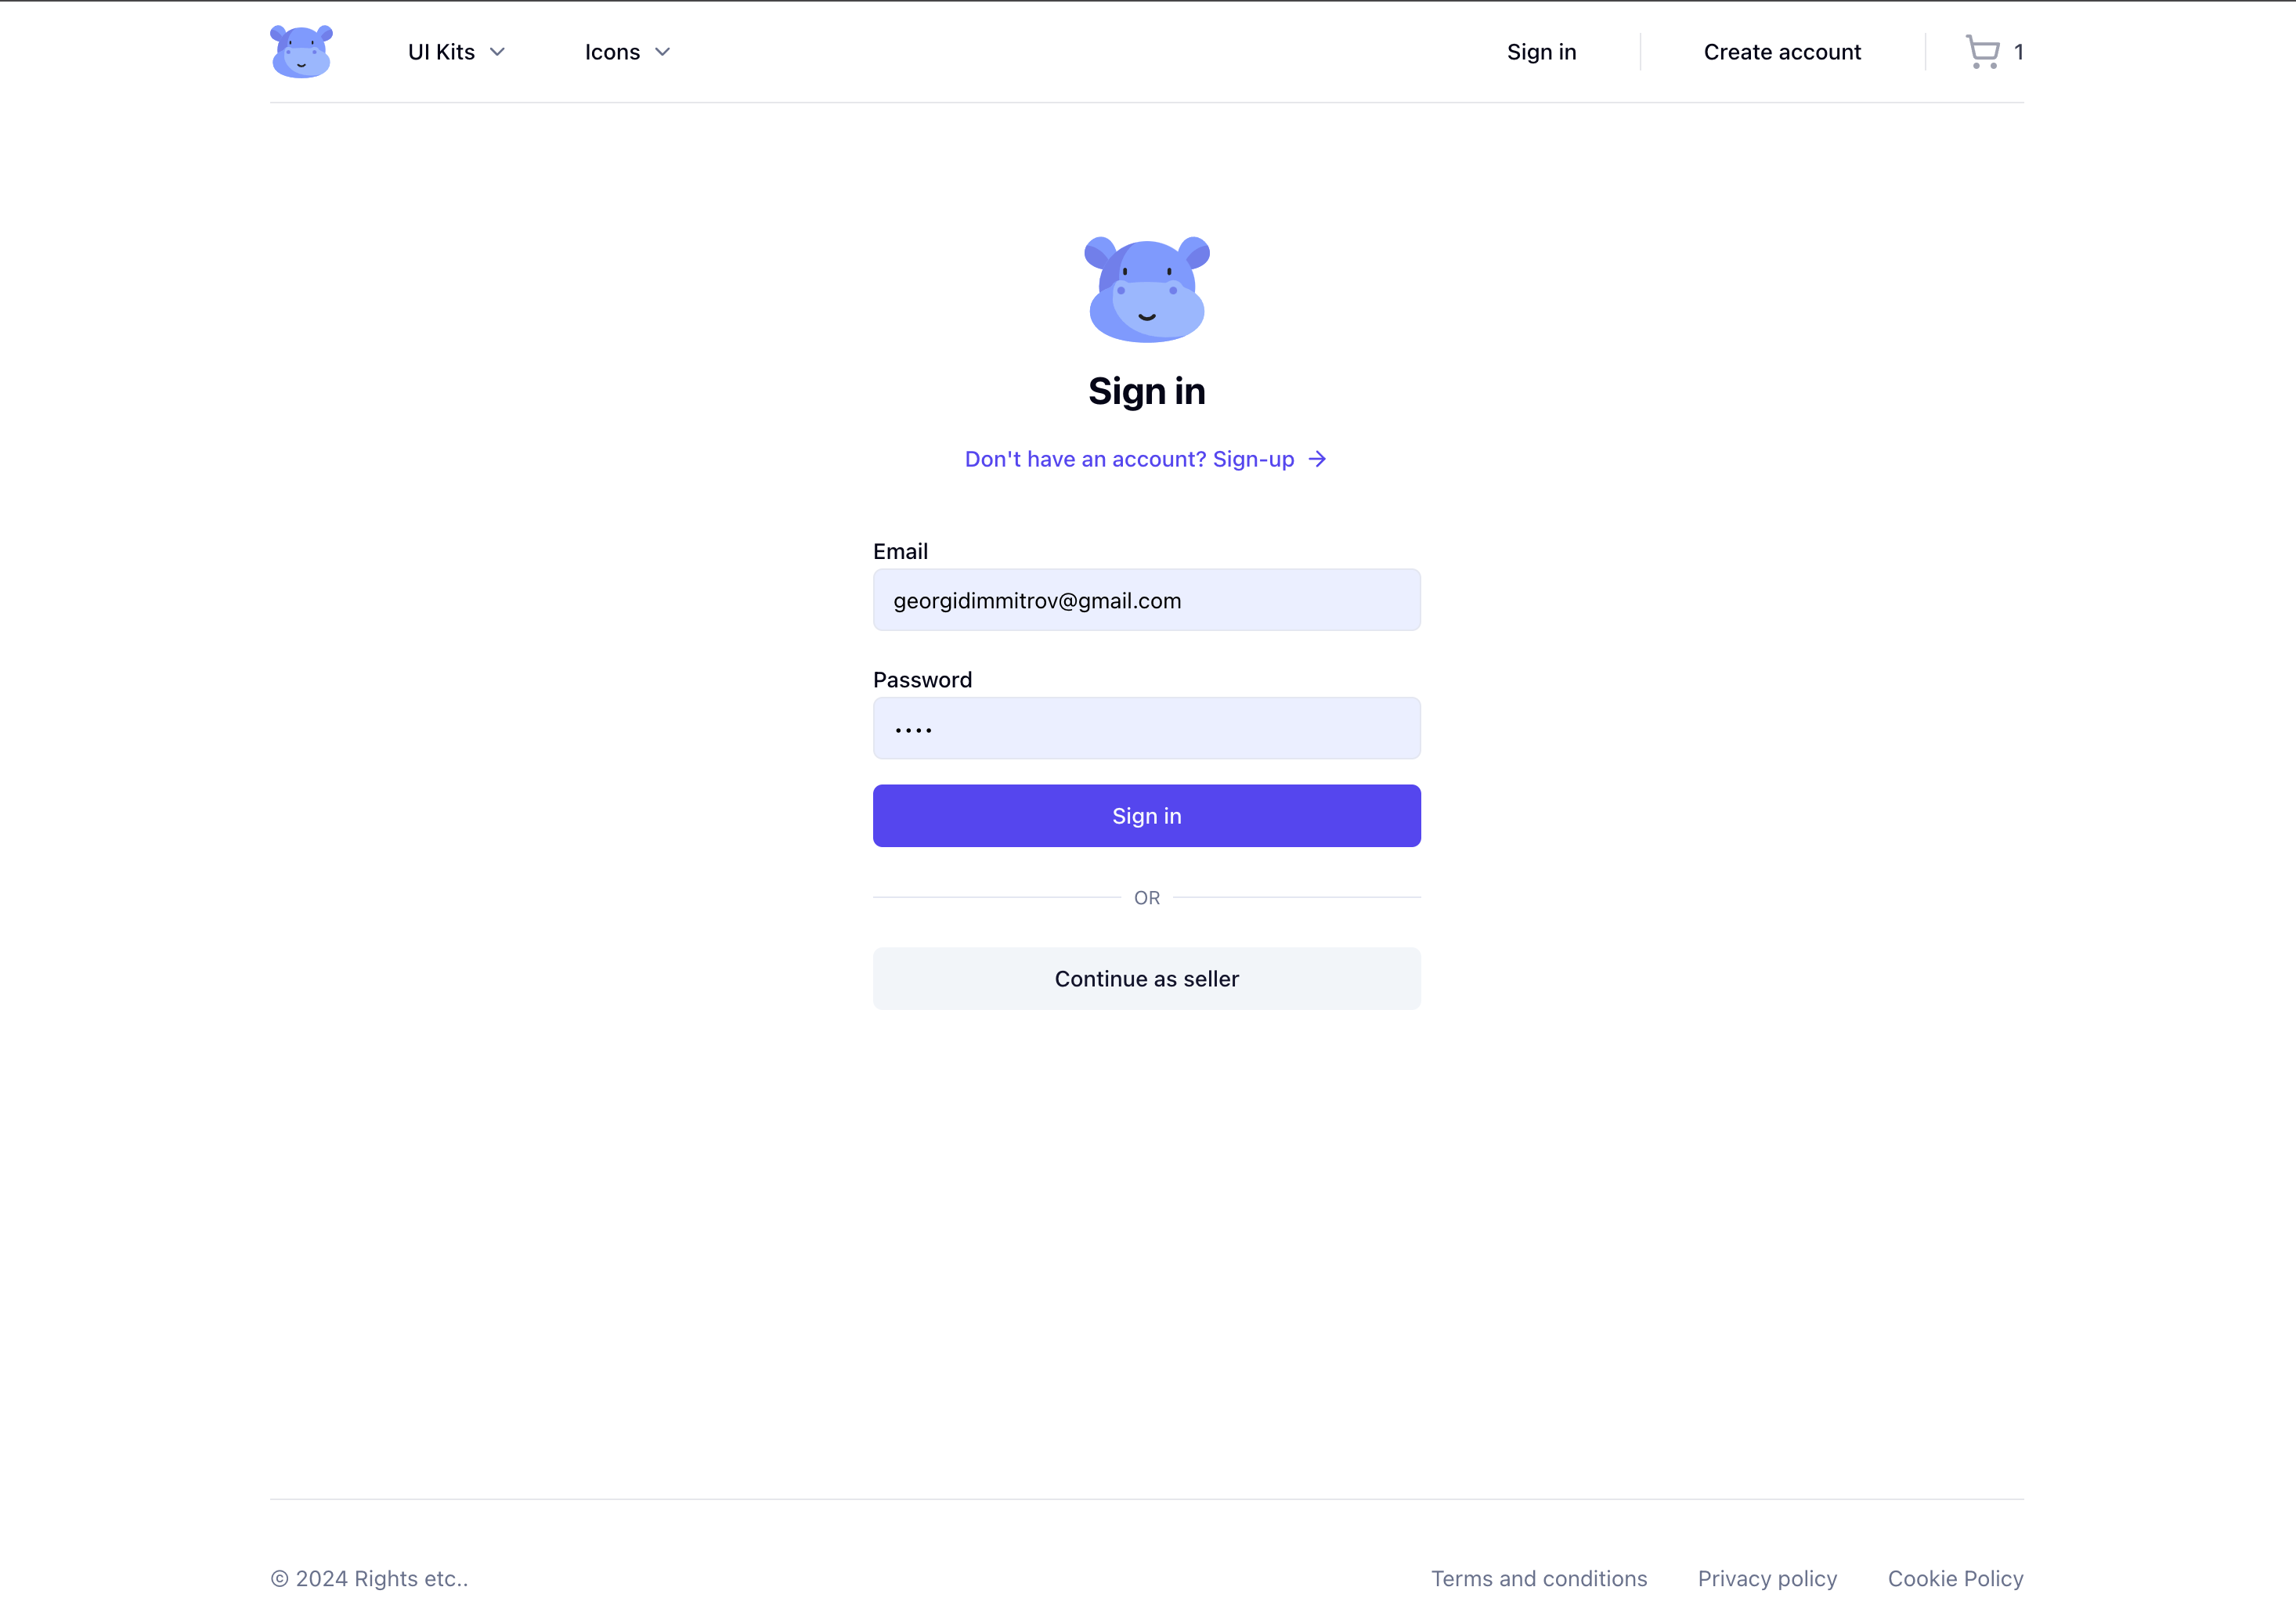 UI Kits
Icons
Sign in
Create account
1
Sign in
Don't have an account? Sign-up →
Email
georgidimmitrov@gmail.com
Password
••••
Sign in
OR
Continue as seller
© 2024 Rights etc..
Terms and conditions
Privacy policy
Cookie Policy